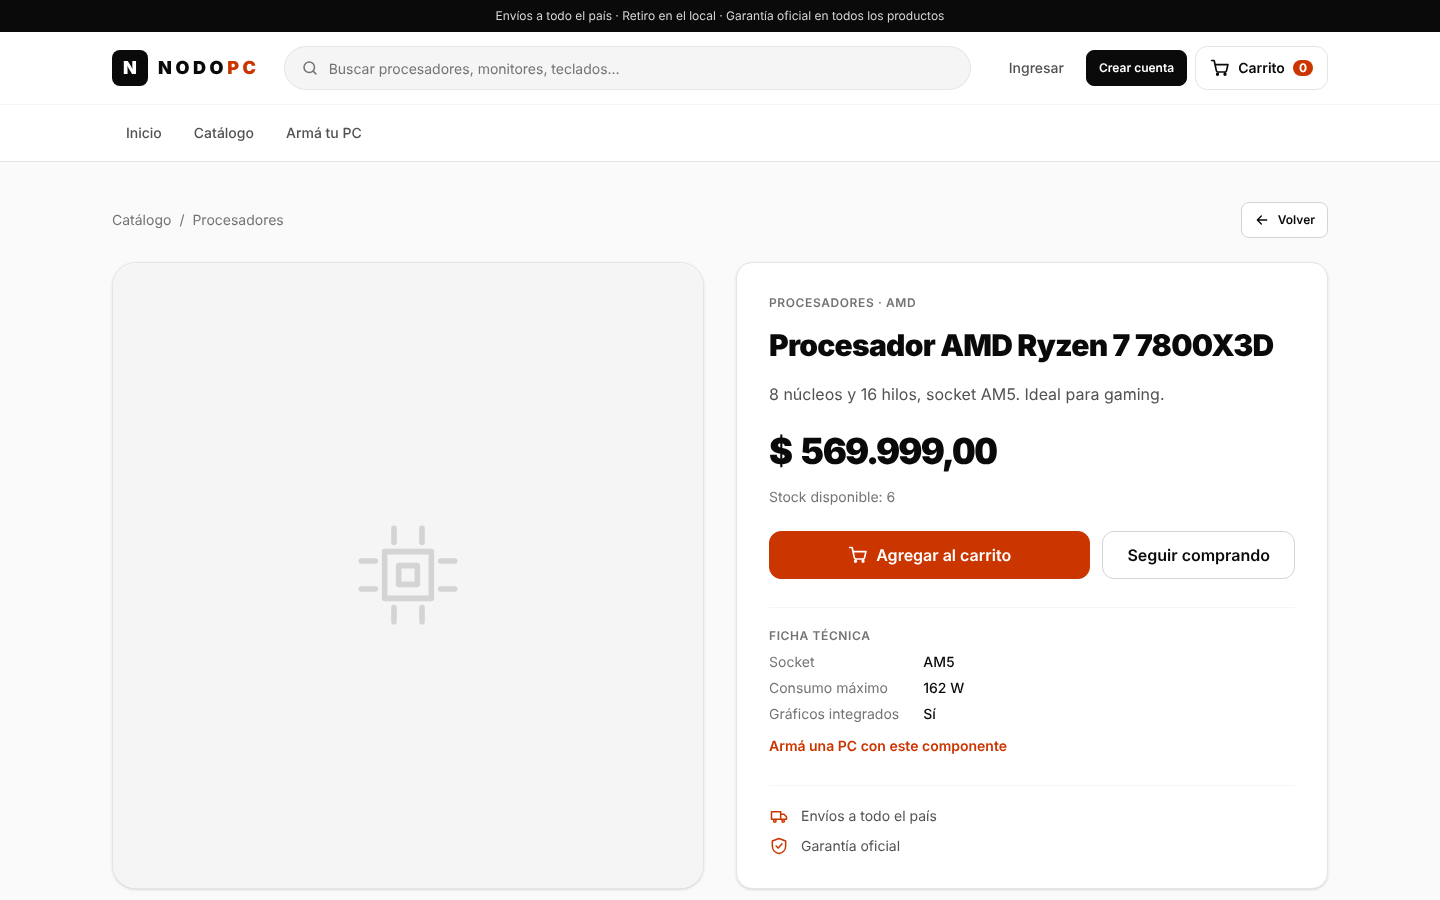 Envíos a todo el país · Retiro en el local · Garantía oficial en todos los productos
N NODOPC
Buscar procesadores, monitores, teclados...
Ingresar
Crear cuenta
Carrito 0
Inicio
Catálogo
Armá tu PC
Catálogo / Procesadores
Volver
PROCESADORES · AMD
Procesador AMD Ryzen 7 7800X3D
8 núcleos y 16 hilos, socket AM5. Ideal para gaming.
$ 569.999,00
Stock disponible: 6
Agregar al carrito
Seguir comprando
FICHA TÉCNICA
Socket AM5
Consumo máximo 162 W
Gráficos integrados Sí
Armá una PC con este componente
Envíos a todo el país
Garantía oficial